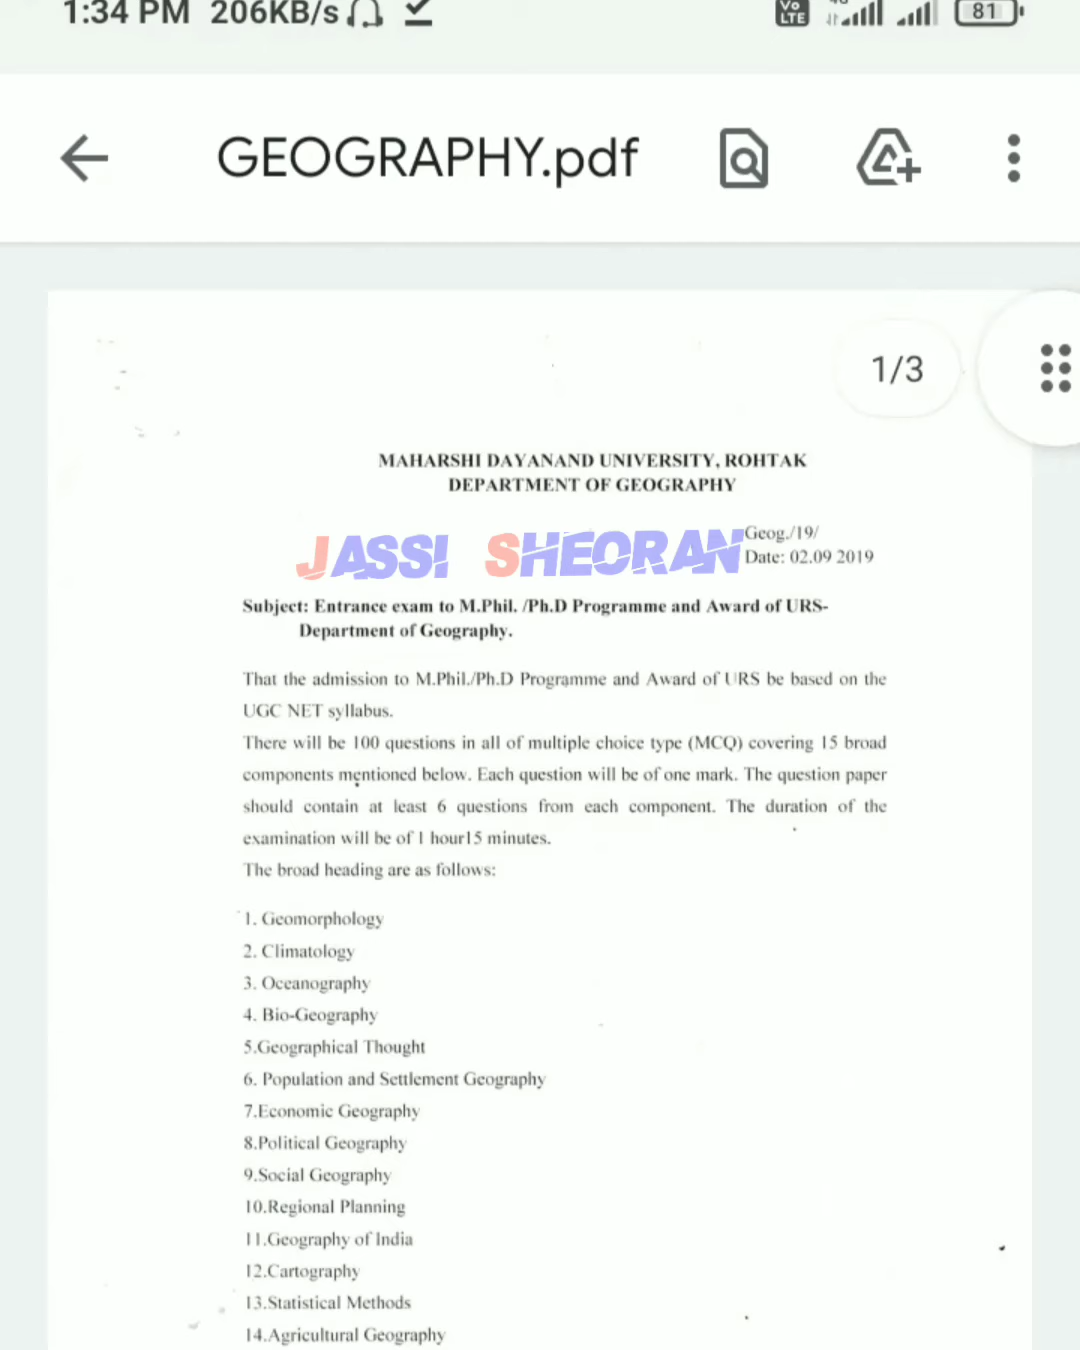 1:34 PM 206KB/s
Vo LTE 81
GEOGRAPHY.pdf
1/3
MAHARSHI DAYANAND UNIVERSITY, ROHTAK
DEPARTMENT OF GEOGRAPHY
JASSI SHEORAN
Geog./19/
Date: 02.09 2019
Subject: Entrance exam to M.Phil. /Ph.D Programme and Award of URS-
Department of Geography.
That the admission to M.Phil./Ph.D Programme and Award of URS be based on the
UGC NET syllabus.
There will be 100 questions in all of multiple choice type (MCQ) covering 15 broad
components mentioned below. Each question will be of one mark. The question paper
should contain at least 6 questions from each component. The duration of the
examination will be of 1 hour15 minutes.
The broad heading are as follows:
1. Geomorphology
2. Climatology
3. Oceanography
4. Bio-Geography
5.Geographical Thought
6. Population and Settlement Geography
7.Economic Geography
8.Political Geography
9.Social Geography
10.Regional Planning
11.Geography of India
12.Cartography
13.Statistical Methods
14.Agricultural Geography